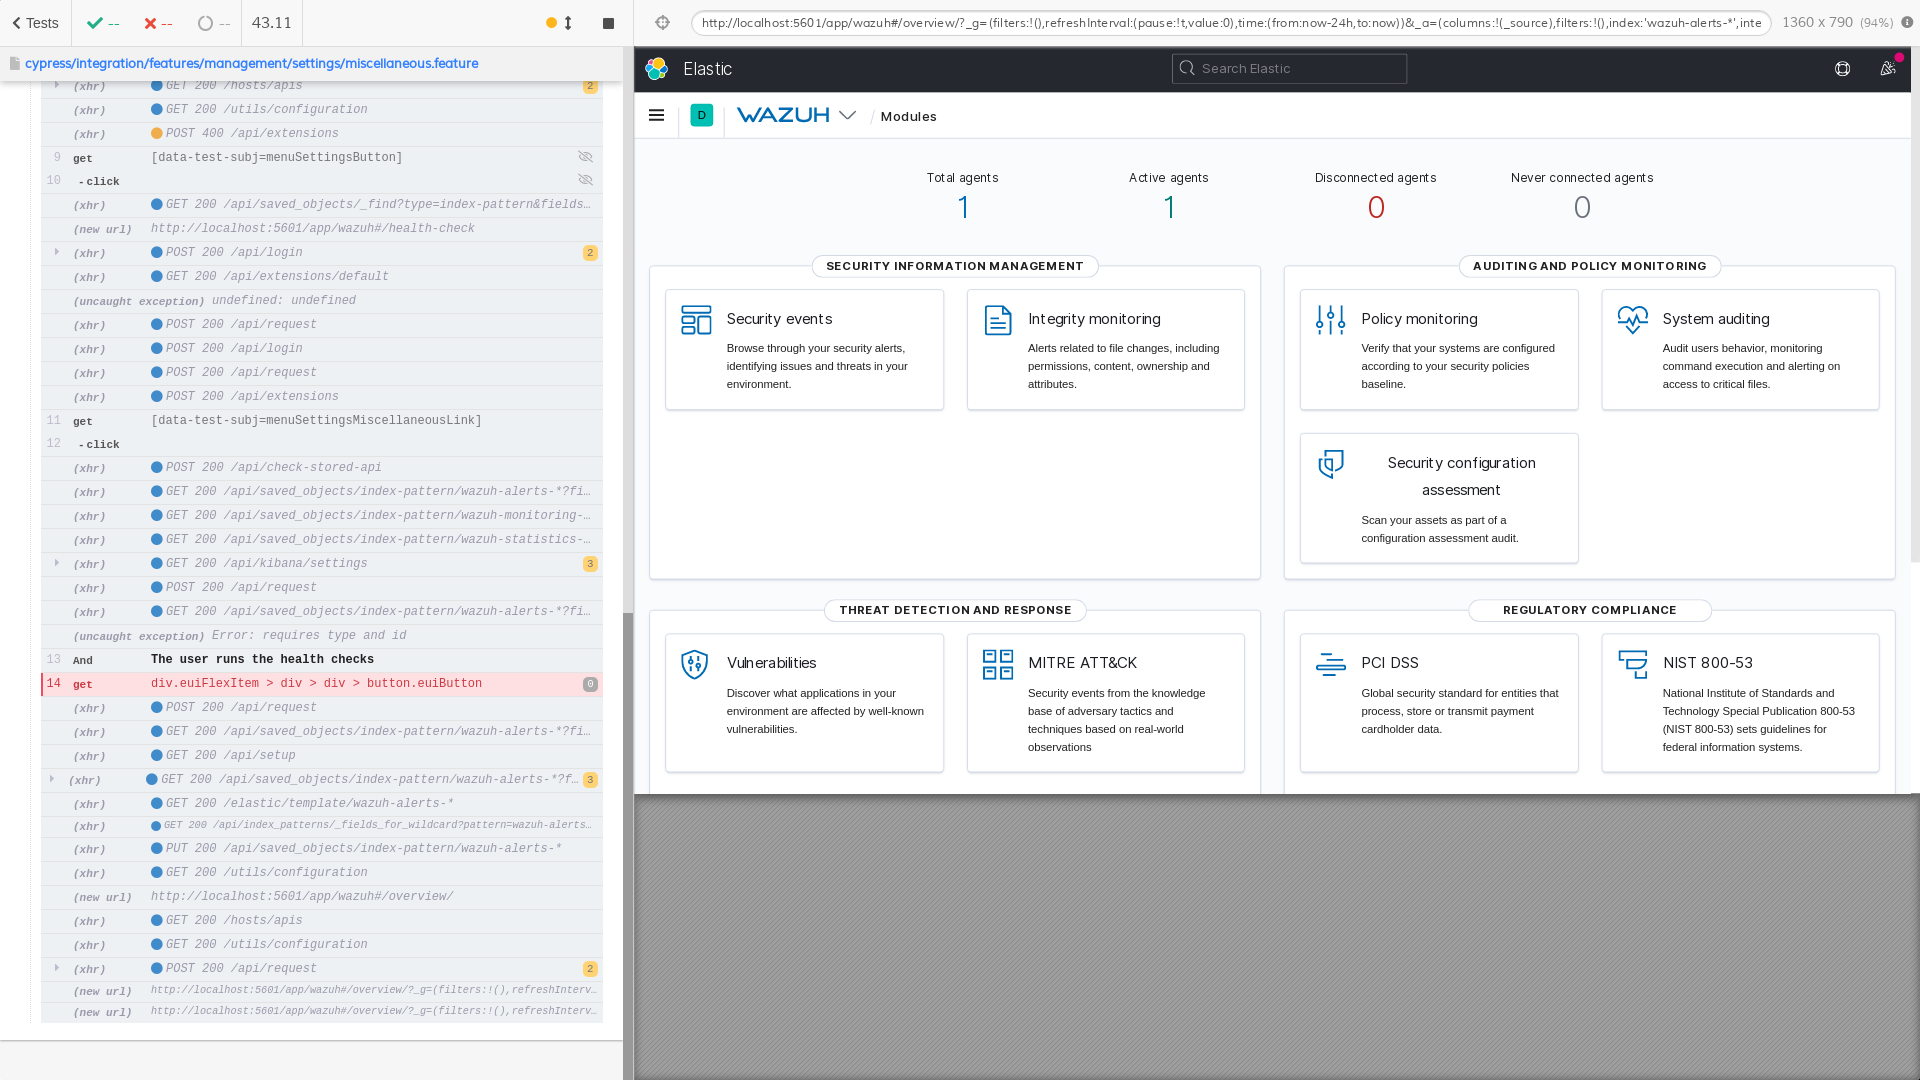 Tests
--
--
--
43.11
cypress/integration/features/management/settings/miscellaneous.feature
(xhr) GET 200 /hosts/apis 2
(xhr) GET 200 /utils/configuration
(xhr) POST 400 /api/extensions
9 get [data-test-subj=menuSettingsButton]
10 -click
(xhr) GET 200 /api/saved_objects/_find?type=index-pattern&fields…
(new url) http://localhost:5601/app/wazuh#/health-check
(xhr) POST 200 /api/login 2
(xhr) GET 200 /api/extensions/default
(uncaught exception) undefined: undefined
(xhr) POST 200 /api/request
(xhr) POST 200 /api/login
(xhr) POST 200 /api/request
(xhr) POST 200 /api/extensions
11 get [data-test-subj=menuSettingsMiscellaneousLink]
12 -click
(xhr) POST 200 /api/check-stored-api
(xhr) GET 200 /api/saved_objects/index-pattern/wazuh-alerts-*?fi…
(xhr) GET 200 /api/saved_objects/index-pattern/wazuh-monitoring-…
(xhr) GET 200 /api/saved_objects/index-pattern/wazuh-statistics-…
(xhr) GET 200 /api/kibana/settings 3
(xhr) POST 200 /api/request
(xhr) GET 200 /api/saved_objects/index-pattern/wazuh-alerts-*?fi…
(uncaught exception) Error: requires type and id
13 And The user runs the health checks
14 get div.euiFlexItem > div > div > button.euiButton 0
(xhr) POST 200 /api/request
(xhr) GET 200 /api/saved_objects/index-pattern/wazuh-alerts-*?fi…
(xhr) GET 200 /api/setup
(xhr) GET 200 /api/saved_objects/index-pattern/wazuh-alerts-*?f… 3
(xhr) GET 200 /elastic/template/wazuh-alerts-*
(xhr) GET 200 /api/index_patterns/_fields_for_wildcard?pattern=wazuh-alerts…
(xhr) PUT 200 /api/saved_objects/index-pattern/wazuh-alerts-*
(xhr) GET 200 /utils/configuration
(new url) http://localhost:5601/app/wazuh#/overview/
(xhr) GET 200 /hosts/apis
(xhr) GET 200 /utils/configuration
(xhr) POST 200 /api/request 2
(new url) http://localhost:5601/app/wazuh#/overview/?_g=(filters:!(),refreshInterv…
(new url) http://localhost:5601/app/wazuh#/overview/?_g=(filters:!(),refreshInterv…
http://localhost:5601/app/wazuh#/overview/?_g=(filters:!(),refreshInterval:(pause:!t,value:0),time:(from:now-24h,to:now))&_a=(columns:!(_source),filters:!(),index:'wazuh-alerts-*',inte
1360 x 790 (94%)
Elastic
Search Elastic
D
WAZUH
/ Modules
Total agents
1
Active agents
1
Disconnected agents
0
Never connected agents
0
SECURITY INFORMATION MANAGEMENT
Security events
Browse through your security alerts,
identifying issues and threats in your
environment.
Integrity monitoring
Alerts related to file changes, including
permissions, content, ownership and
attributes.
AUDITING AND POLICY MONITORING
Policy monitoring
Verify that your systems are configured
according to your security policies
baseline.
System auditing
Audit users behavior, monitoring
command execution and alerting on
access to critical files.
Security configuration
assessment
Scan your assets as part of a
configuration assessment audit.
THREAT DETECTION AND RESPONSE
Vulnerabilities
Discover what applications in your
environment are affected by well-known
vulnerabilities.
MITRE ATT&CK
Security events from the knowledge
base of adversary tactics and
techniques based on real-world
observations
REGULATORY COMPLIANCE
PCI DSS
Global security standard for entities that
process, store or transmit payment
cardholder data.
NIST 800-53
National Institute of Standards and
Technology Special Publication 800-53
(NIST 800-53) sets guidelines for
federal information systems.